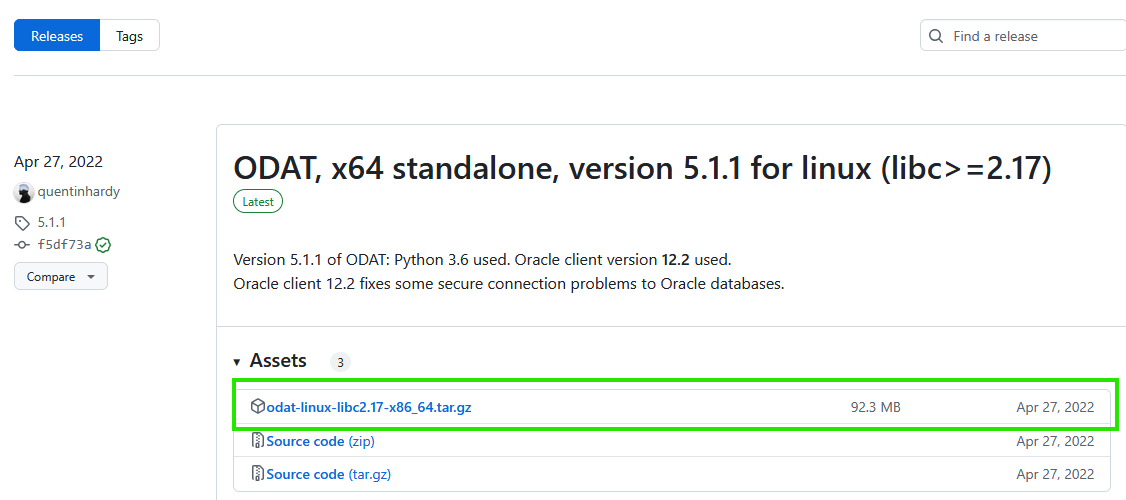 Releases
Tags
Find a release
Apr 27, 2022
quentinhardy
5.1.1
f5df73a
Compare
ODAT, x64 standalone, version 5.1.1 for linux (libc>=2.17)
Latest
Version 5.1.1 of ODAT: Python 3.6 used. Oracle client version 12.2 used.
Oracle client 12.2 fixes some secure connection problems to Oracle databases.
Assets 3
odat-linux-libc2.17-x86_64.tar.gz 92.3 MB Apr 27, 2022
Source code (zip) Apr 27, 2022
Source code (tar.gz) Apr 27, 2022